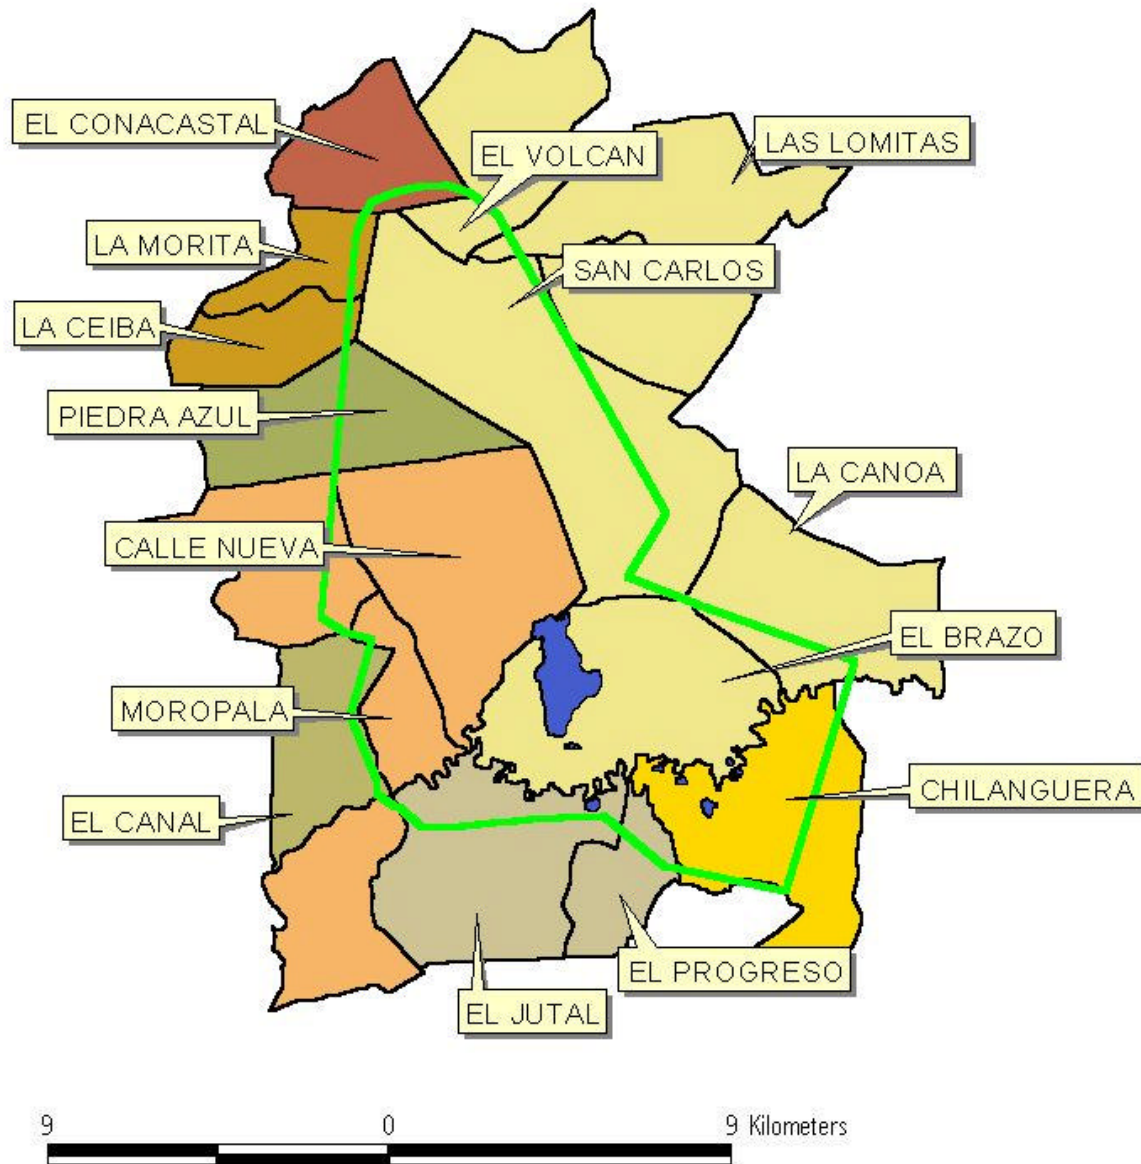 EL CONACASTAL
EL VOLCAN
LAS LOMITAS
LA MORITA
SAN CARLOS
LA CEIBA
PIEDRA AZUL
LA CANOA
CALLE NUEVA
EL BRAZO
MOROPALA
CHILANGUERA
EL CANAL
EL PROGRESO
EL JUTAL
9 0 9 Kilometers